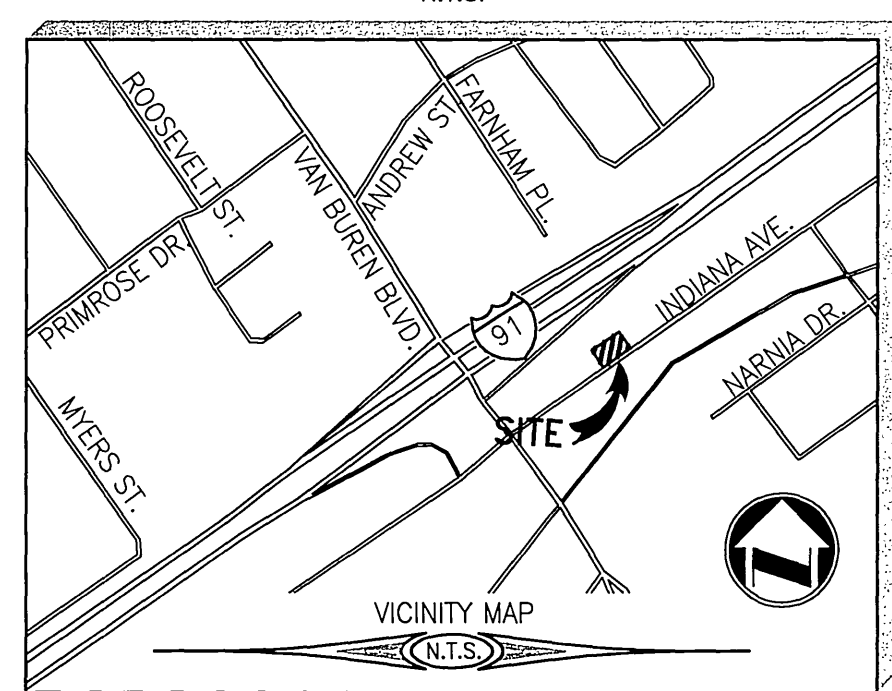 ROOSEVELT ST.
VAN BUREN BLVD.
ANDREW ST.
FARNHAM PL.
PRIMROSE DR.
INDIANA AVE.
91
NARNIA DR.
MYERS ST.
SITE
VICINITY MAP
N.T.S.